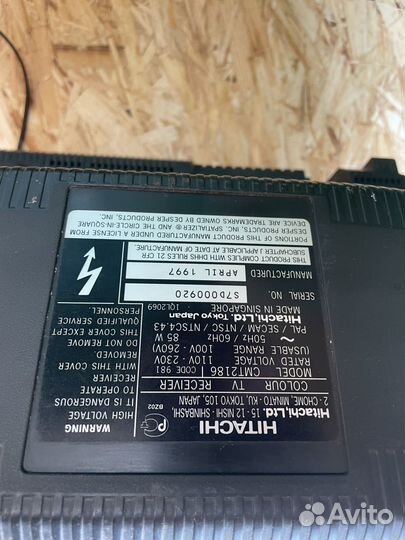 HITACHI
Hitachi,Ltd. 15 - 12 NISHI - SHINBASHI,
2 - CHOME, MINATO - KU, TOKYO 105, JAPAN
COLOUR TV RECEIVER
MODEL CMT2186 CODE 981
RATED VOLTAGE 110V - 230V
(USABLE RANGE 100V - 260V)
50Hz / 60Hz 85 W
PAL / SECAM / NTSC / NTSC4.43
Hitachi,Ltd. Tokyo Japan
MADE IN SINGAPORE 10L2069
SERIAL NO. S7D000920
MANUFACTURED APRIL 1997
THIS PRODUCT COMPLIES WITH DHHS RULE 21 CFR
SUBCHAPTER J APPLICABLE AT DATE OF MANUFACTURE.
PORTIONS OF THIS PRODUCT MANUFACTURED UNDER A LICENSE FROM
DESPER PRODUCTS, INC. SPATIALIZER ® AND THE CIRCLE-IN-SQUARE
DEVICE ARE TRADEMARKS OWNED BY DESPER PRODUCTS, INC.
BZ02
WARNING
HIGH VOLTAGE
IT IS DANGEROUS
TO OPERATE
RECEIVER
WITH THIS COVER
REMOVED.
DO NOT REMOVE
THIS COVER EXCEPT BY
QUALIFIED SERVICE
PERSONNEL.
Avito